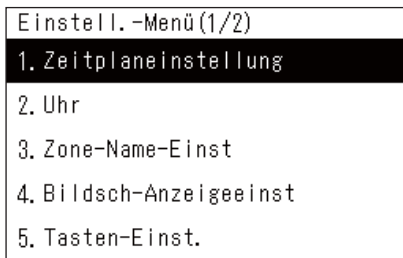 Einstell.-Menü(1/2)
1. Zeitplaneinstellung
2. Uhr
3. Zone-Name-Einst
4. Bildsch-Anzeigeeinst
5. Tasten-Einst.